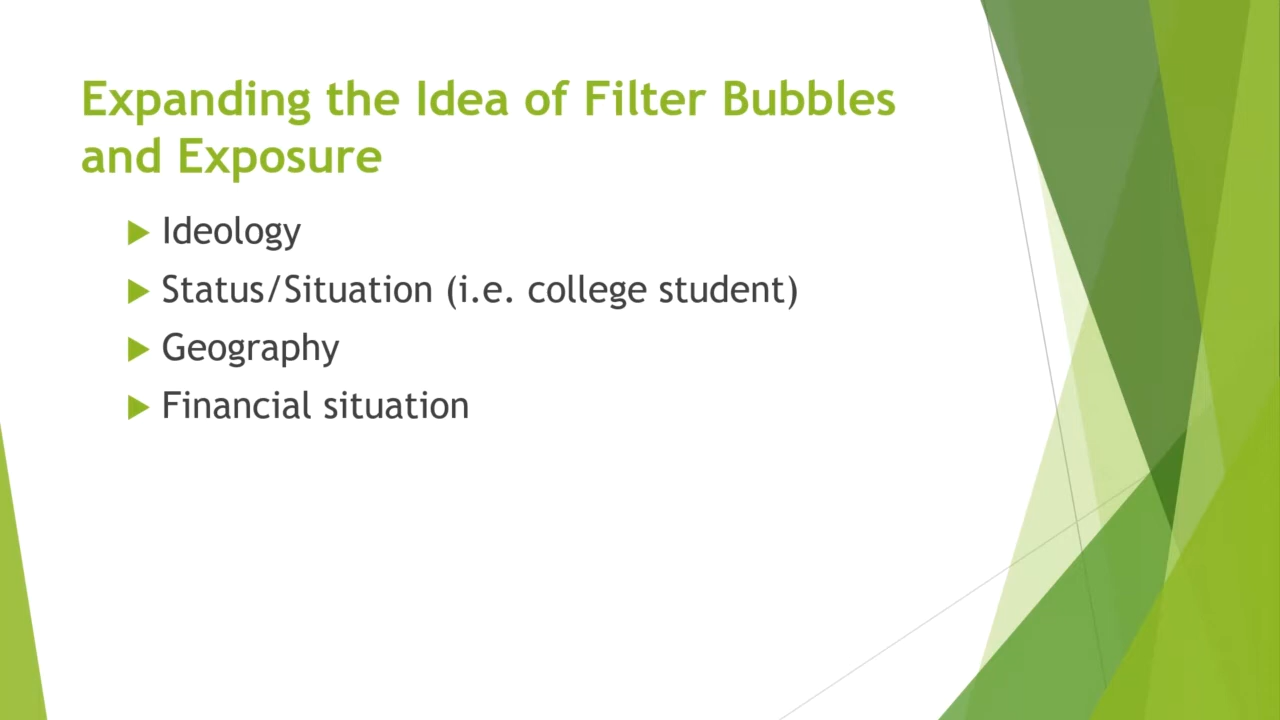 Expanding the Idea of Filter Bubbles
and Exposure
Ideology
Status/Situation (i.e. college student)
Geography
Financial situation